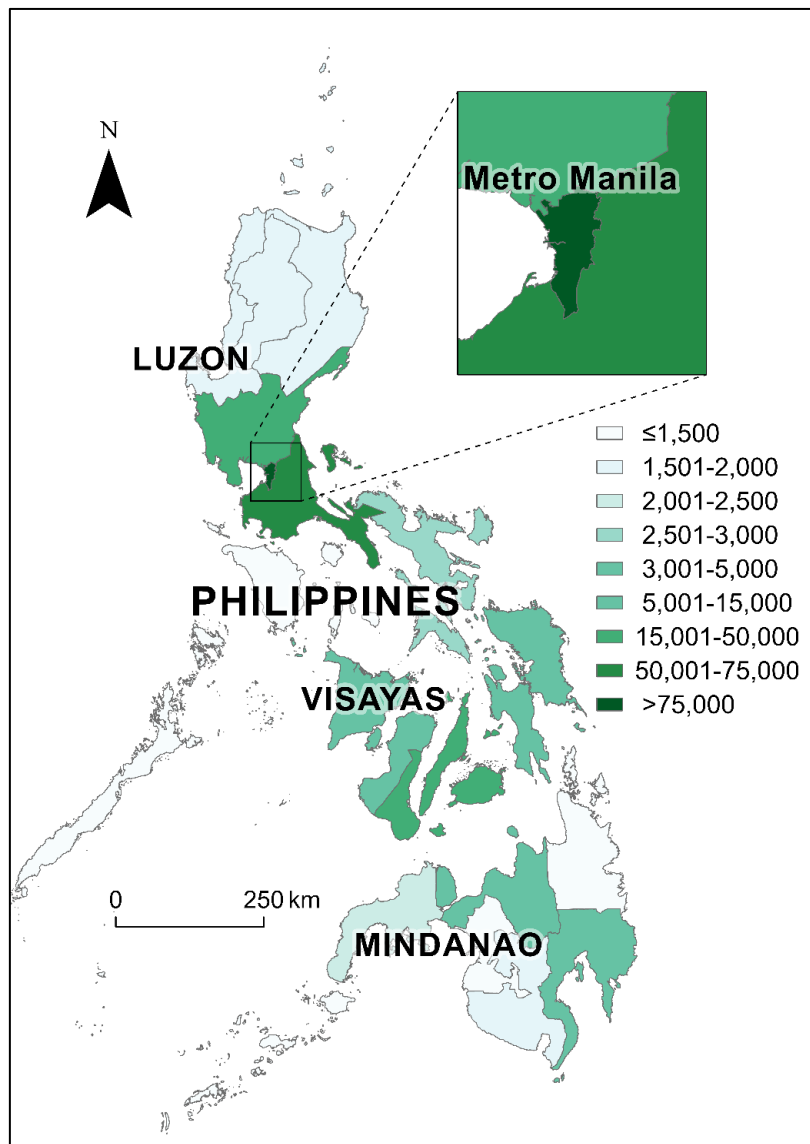 N
Metro Manila
LUZON
≤1,500
1,501-2,000
2,001-2,500
2,501-3,000
3,001-5,000
5,001-15,000
15,001-50,000
50,001-75,000
>75,000
PHILIPPINES
VISAYAS
0 250 km
MINDANAO